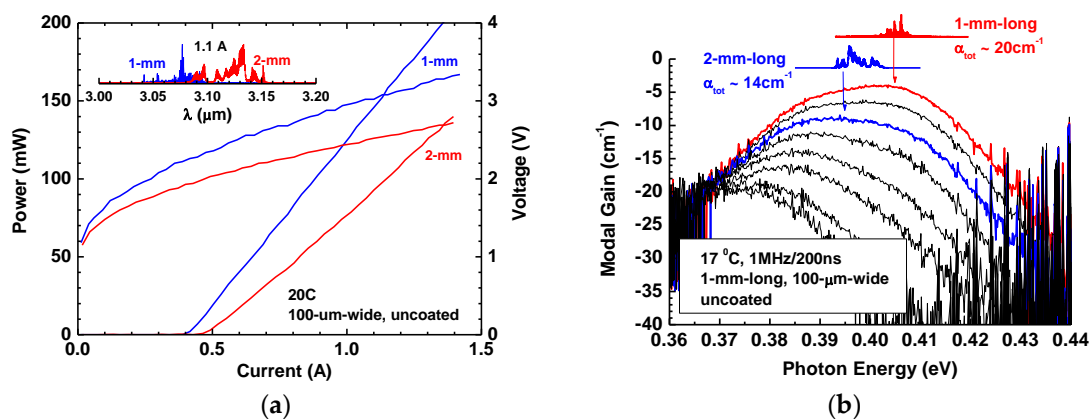 200
150
100
50
0
Power (mW)
1.1 A
1-mm
2-mm
3.00 3.05 3.10 3.15 3.20
λ (μm)
1-mm
2-mm
20C
100-um-wide, uncoated
4
3
2
1
0
Voltage (V)
0.0 0.5 1.0 1.5
Current (A)
(a)
1-mm-long
αtot ~ 20cm-1
2-mm-long
αtot ~ 14cm-1
0
-5
-10
-15
-20
-25
-30
-35
-40
Modal Gain (cm-1)
17 0C, 1MHz/200ns
1-mm-long, 100-μm-wide
uncoated
0.36 0.37 0.38 0.39 0.40 0.41 0.42 0.43 0.44
Photon Energy (eV)
(b)